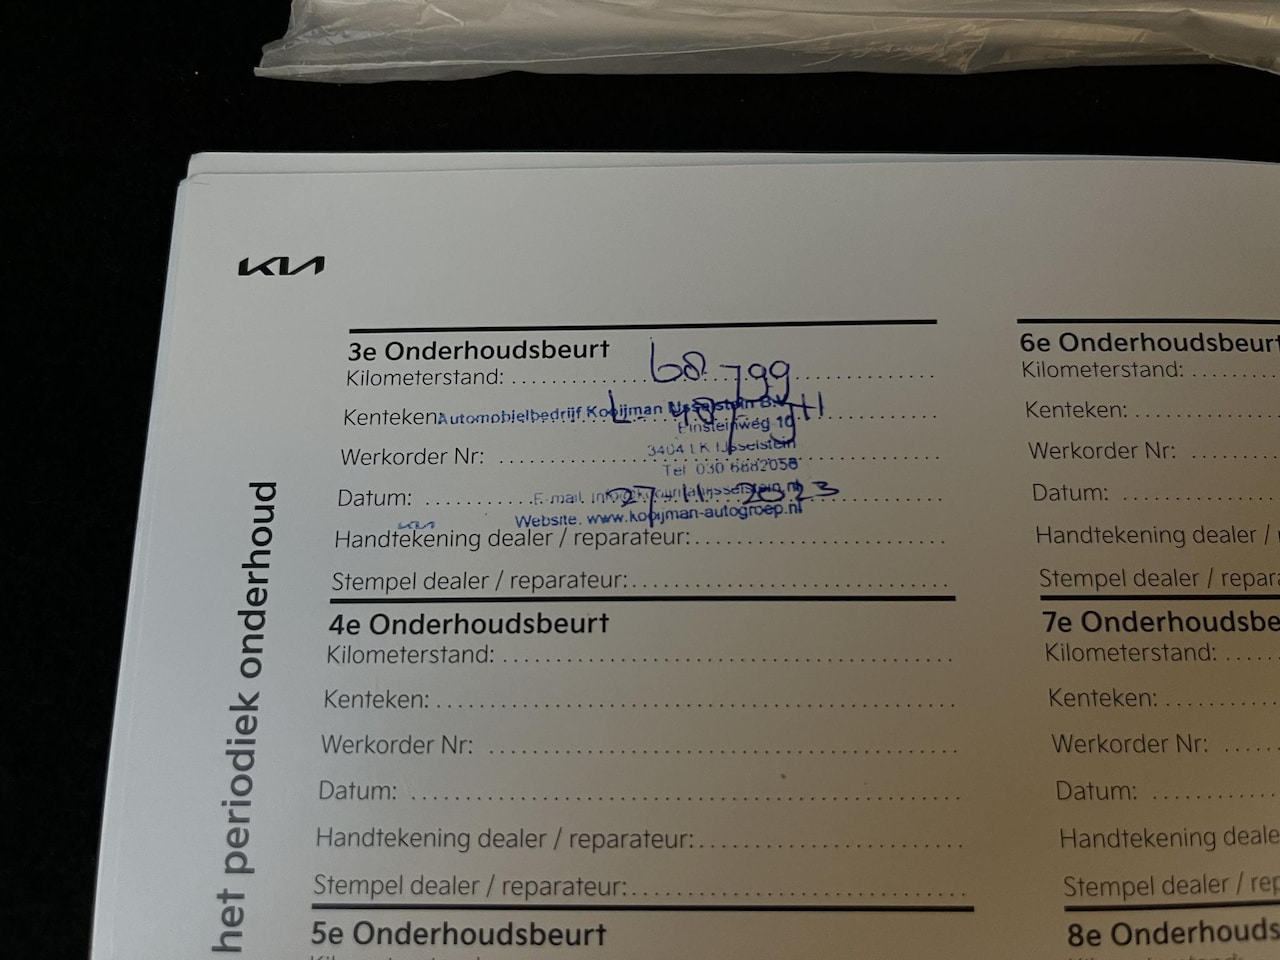 KIA
het periodiek onderhoud
3e Onderhoudsbeurt
Kilometerstand: 68.799
Kenteken:
Automobielbedrijf Kooijman IJsselstein B.V.
Einsteinweg 10
3404 LK IJsselstein
Werkorder Nr:
Tel 030 6882058
Datum: 27-11-2023
E-mail.
KIA
Website. www.kooijman-autogroep.nl
Handtekening dealer / reparateur:
Stempel dealer / reparateur:
4e Onderhoudsbeurt
Kilometerstand:
Kenteken:
Werkorder Nr:
Datum:
Handtekening dealer / reparateur:
Stempel dealer / reparateur:
5e Onderhoudsbeurt
6e Onderhoudsbeurt
Kilometerstand:
Kenteken:
Werkorder Nr:
Datum:
Handtekening dealer /
Stempel dealer / repara
7e Onderhoudsbe
Kilometerstand:
Kenteken:
Werkorder Nr:
Datum:
Handtekening deale
Stempel dealer / rep
8e Onderhouds